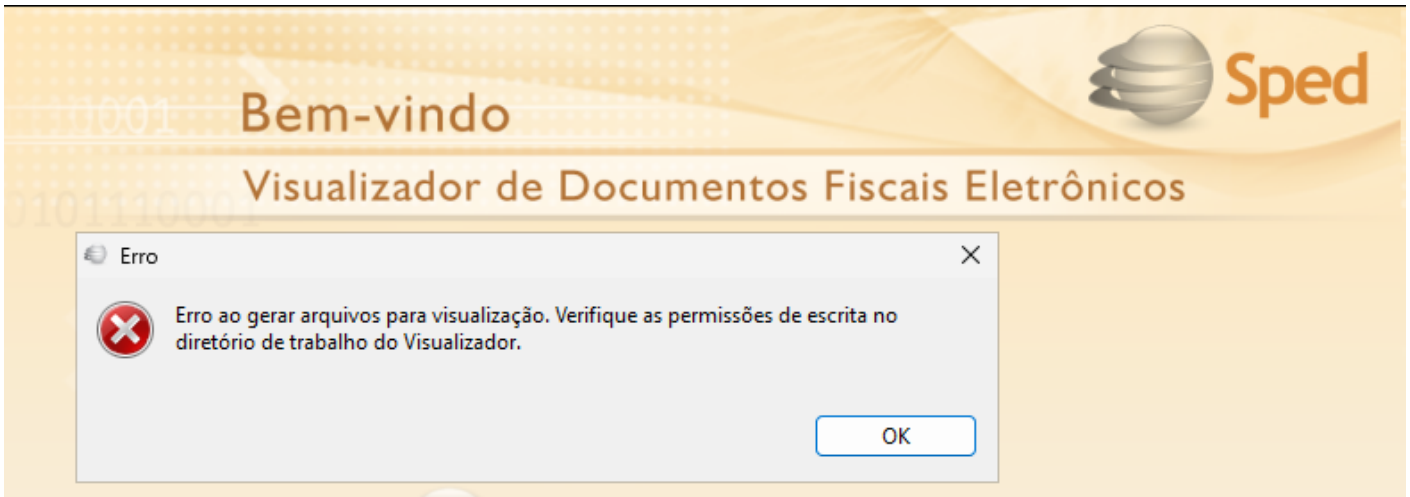 Sped
0001
Bem-vindo
Visualizador de Documentos Fiscais Eletrônicos
0101110001
Erro
Erro ao gerar arquivos para visualização. Verifique as permissões de escrita no
diretório de trabalho do Visualizador.
OK